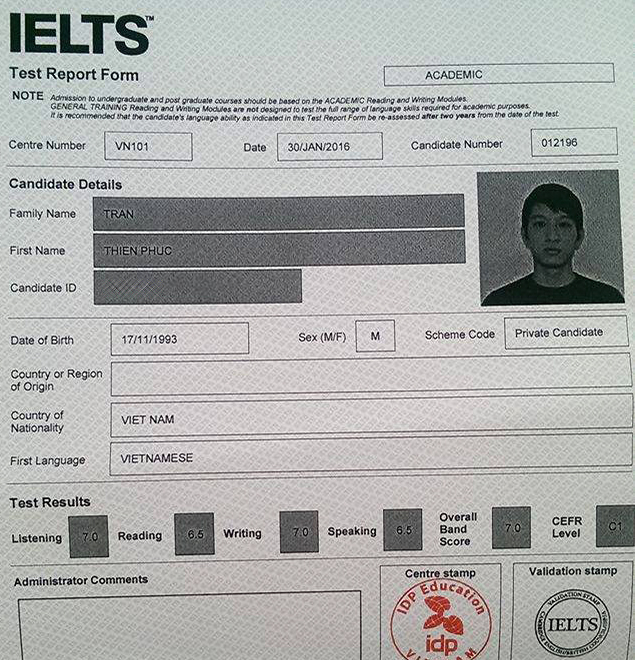 IELTS™
Test Report Form
ACADEMIC
NOTE Admission to undergraduate and post graduate courses should be based on the ACADEMIC Reading and Writing Modules.
GENERAL TRAINING Reading and Writing Modules are not designed to test the full range of language skills required for academic purposes.
It is recommended that the candidate's language ability as indicated in this Test Report Form be re-assessed after two years from the date of the test.
Centre Number VN101 Date 30/JAN/2016 Candidate Number 012196
Candidate Details
Family Name TRAN
First Name THIEN PHUC
Candidate ID
Date of Birth 17/11/1993 Sex (M/F) M Scheme Code Private Candidate
Country or Region
of Origin
Country of
Nationality VIET NAM
First Language VIETNAMESE
Test Results
Listening 7.0 Reading 6.5 Writing 7.0 Speaking 6.5 Overall Band Score 7.0 CEFR Level C1
Administrator Comments
Centre stamp
Validation stamp
IDP Education
idp
VALIDATION STAMP
IELTS